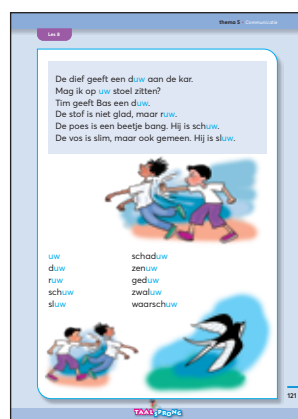 thema 5 - Communicatie
Les 8
De dief geeft een duw aan de kar.
Mag ik op uw stoel zitten?
Tim geeft Bas een duw.
De stof is niet glad, maar ruw.
De poes is een beetje bang. Hij is schuw.
De vos is slim, maar ook gemeen. Hij is sluw.
uw
duw
ruw
schuw
sluw
schaduw
zenuw
geduw
zwaluw
waarschuw
121
TAALSPRONG